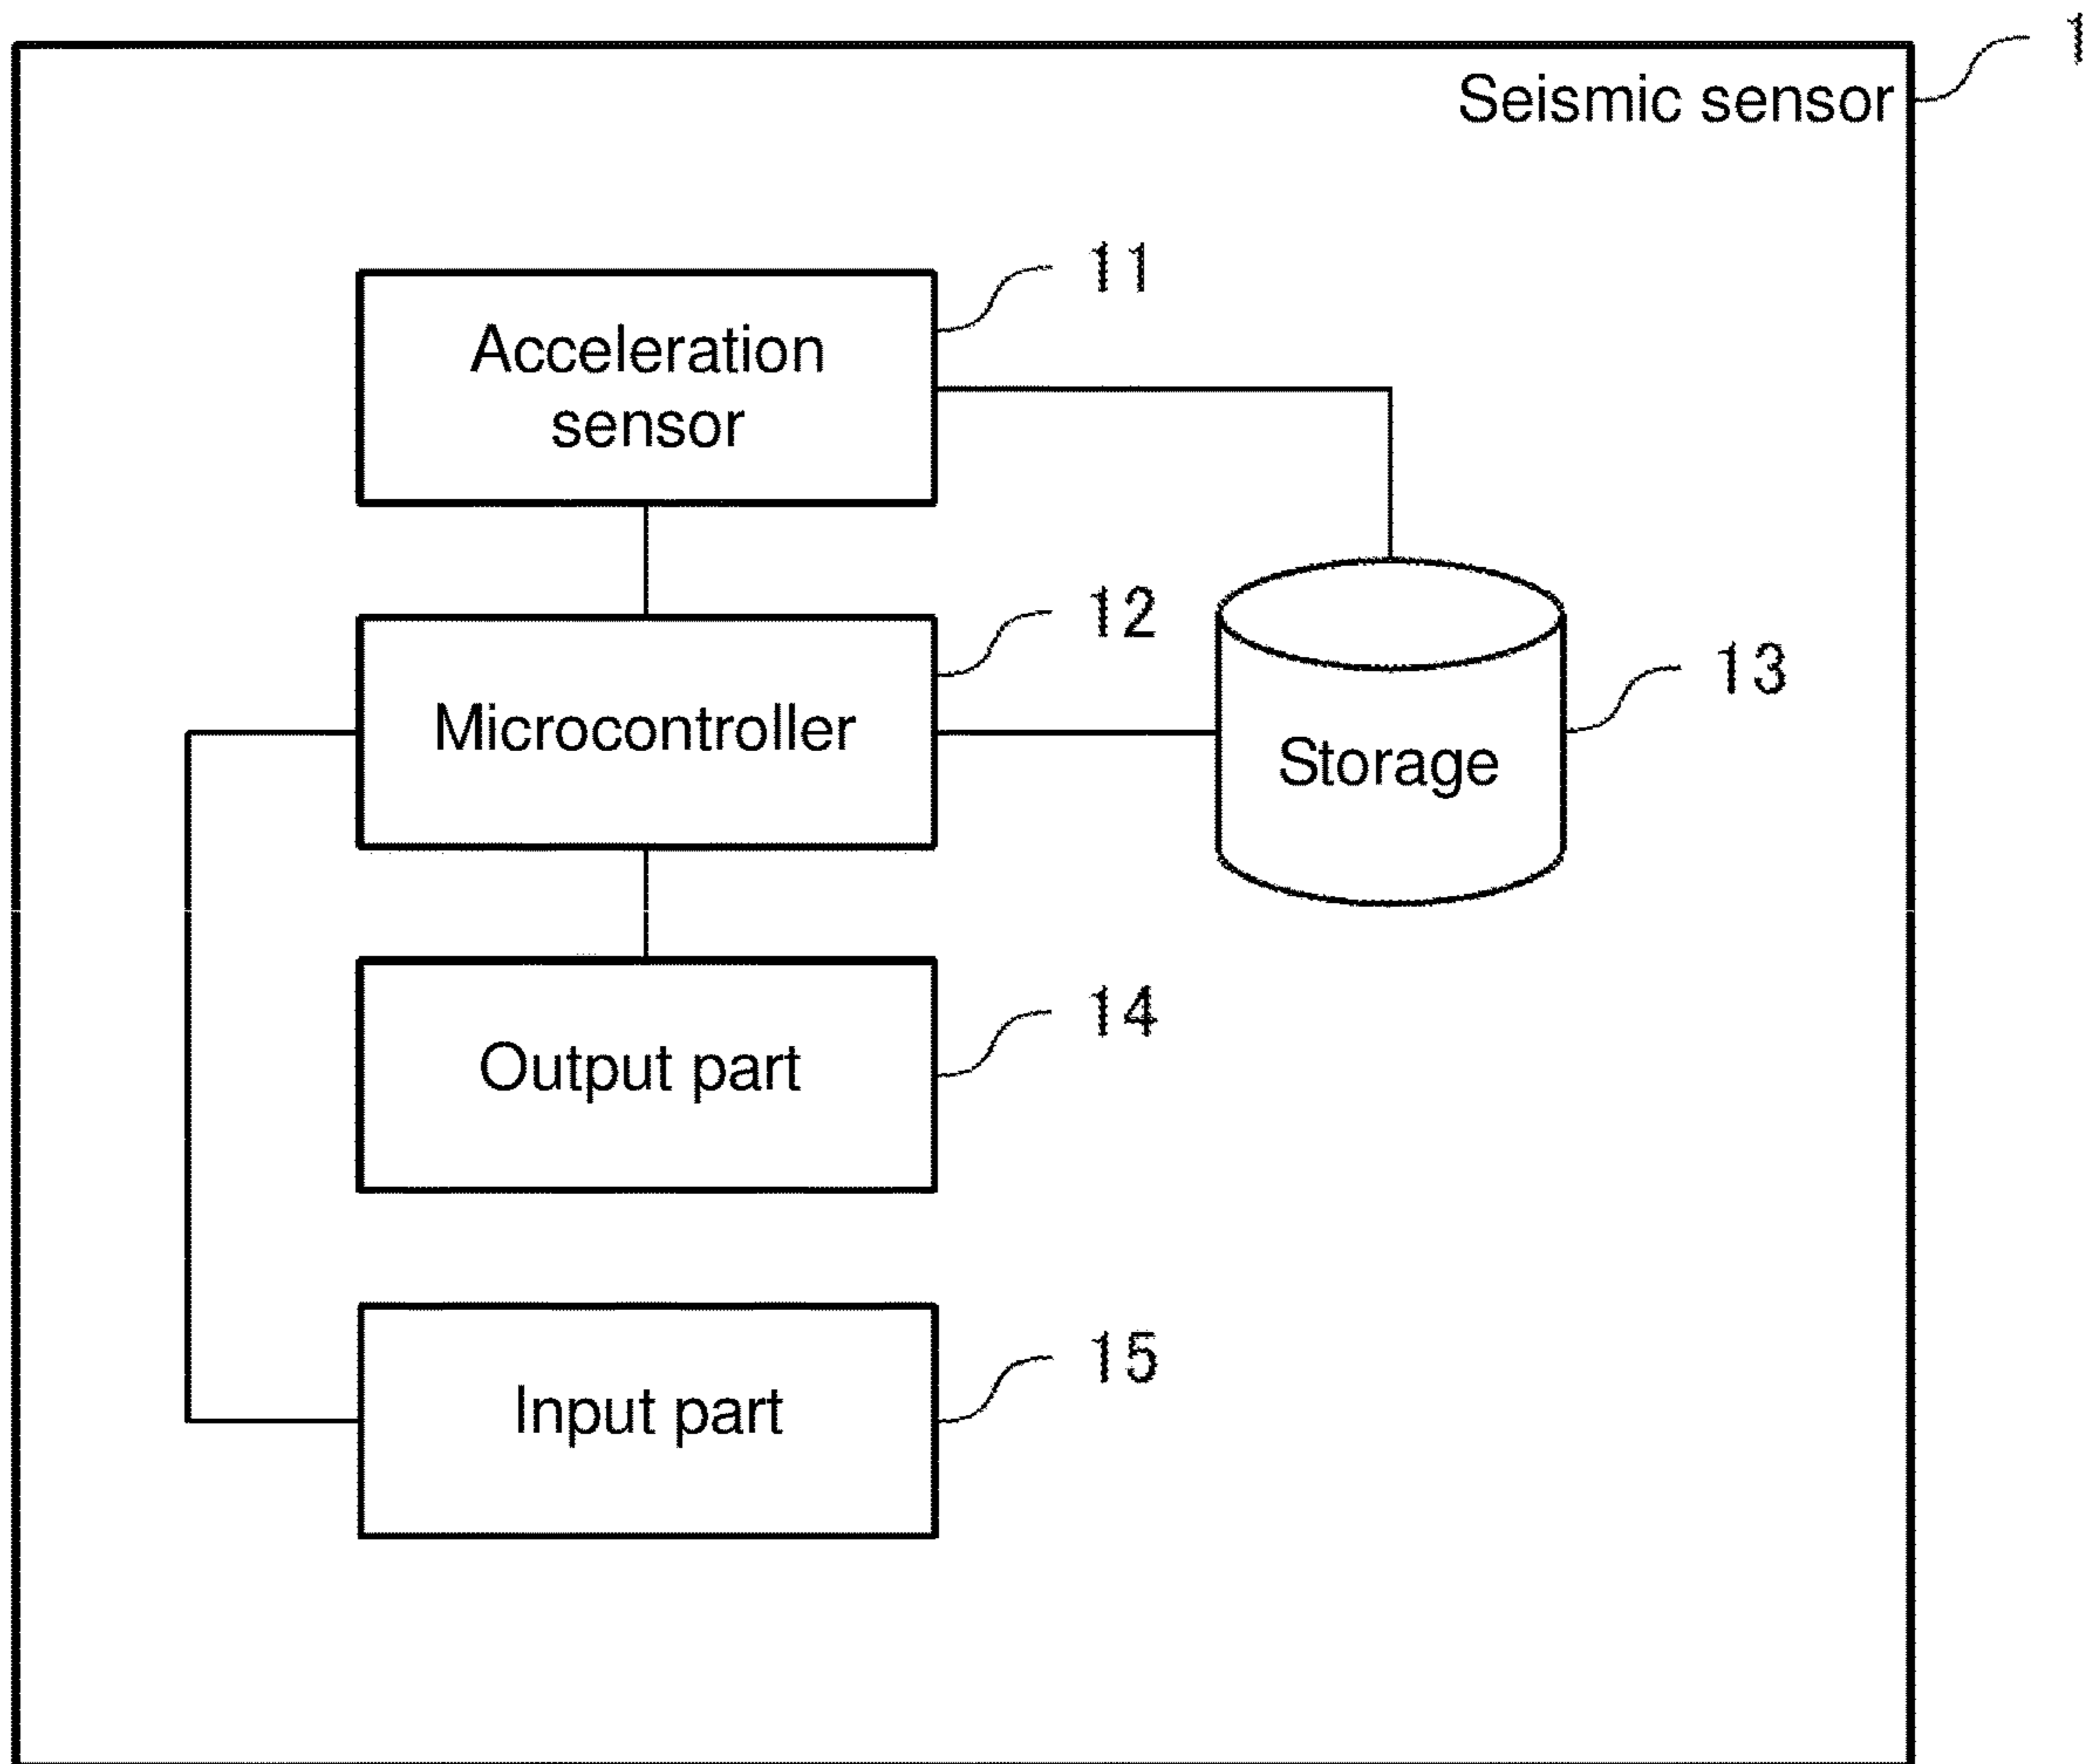 1
Seismic sensor
11
Acceleration
sensor
12
Microcontroller
13
Storage
14
Output part
15
Input part